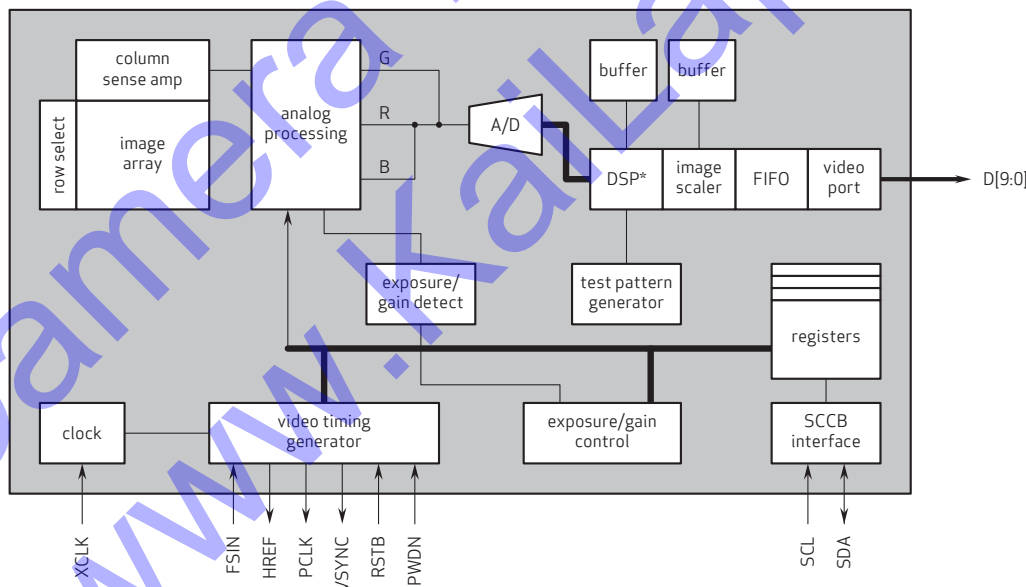 column
sense amp
row select
image
array
analog
processing
G
R
B
A/D
buffer
buffer
DSP*
image
scaler
FIFO
video
port
D[9:0]
exposure/
gain detect
test pattern
generator
registers
clock
video timing
generator
exposure/gain
control
SCCB
interface
XCLK
FSIN
HREF
PCLK
VSYNC
RSTB
PWDN
SCL
SDA
camera
www.KaiLa